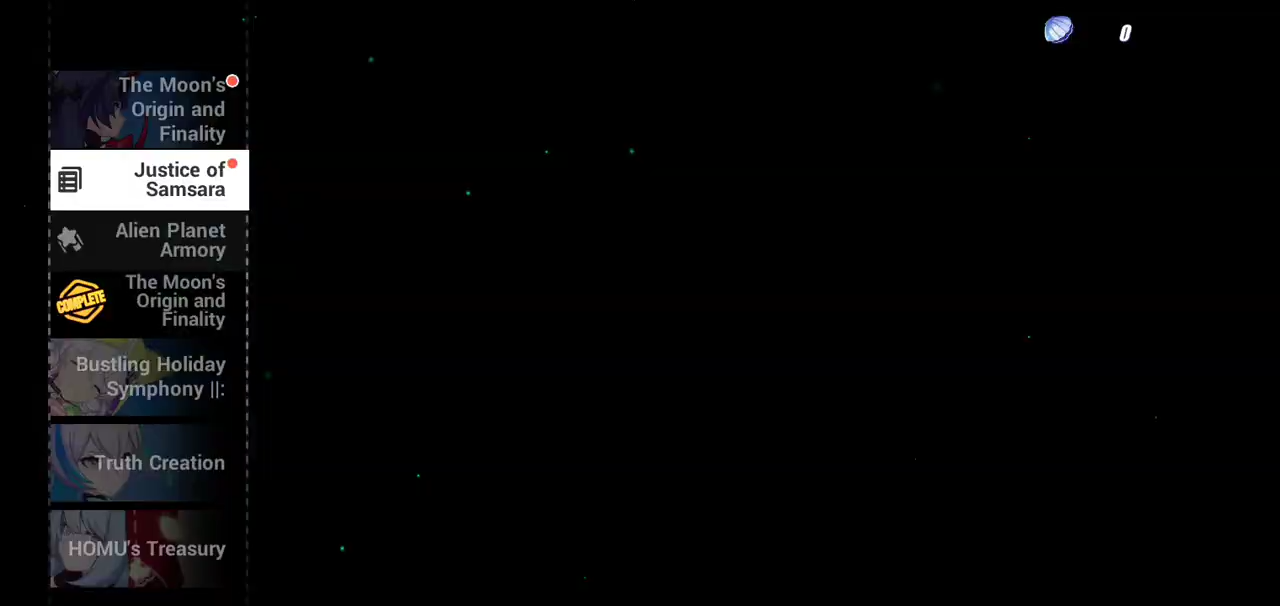 0
The Moon's
Origin and
Finality
Justice of
Samsara
Alien Planet
Armory
COMPLETE
The Moon's
Origin and
Finality
Bustling Holiday
Symphony ||:
Truth Creation
HOMU's Treasury